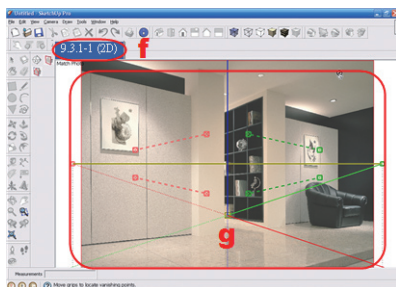 Untitled - SketchUp Pro
File Edit View Camera Draw Tools Window Help
9.3.1-1 (2D)
f
Match Photo
g
Measurements
Move grips to locate vanishing points.